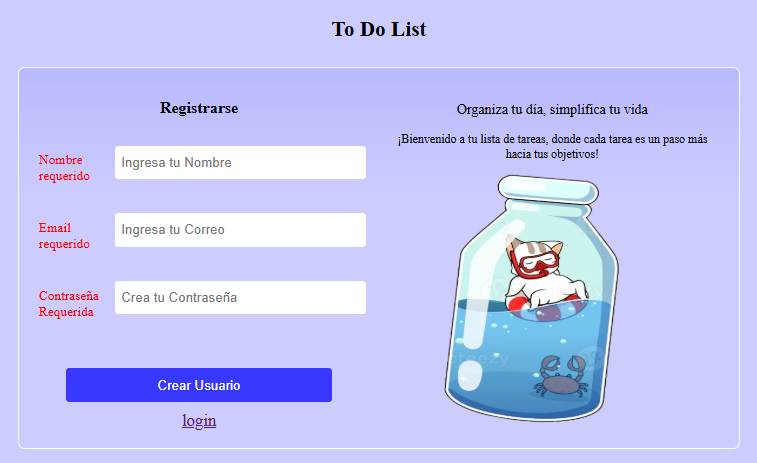 To Do List
Registrarse
Nombre
requerido
Ingresa tu Nombre
Email
requerido
Ingresa tu Correo
Contraseña
Requerida
Crea tu Contraseña
Crear Usuario
login
Organiza tu día, simplifica tu vida
¡Bienvenido a tu lista de tareas, donde cada tarea es un paso más
hacia tus objetivos!